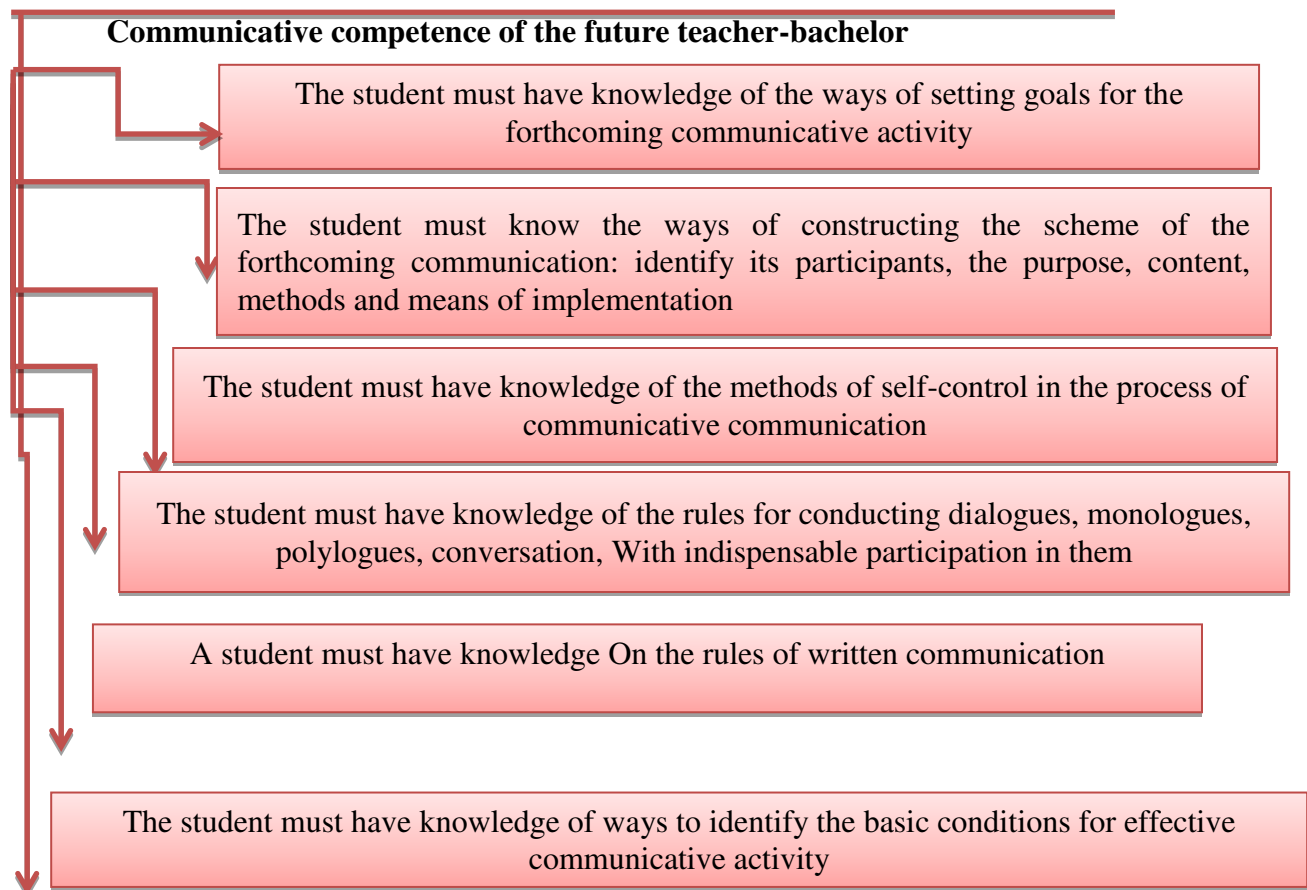 Communicative competence of the future teacher-bachelor
The student must have knowledge of the ways of setting goals for the
forthcoming communicative activity
The student must know the ways of constructing the scheme of the
forthcoming communication: identify its participants, the purpose, content,
methods and means of implementation
The student must have knowledge of the methods of self-control in the process of
communicative communication
The student must have knowledge of the rules for conducting dialogues, monologues,
polylogues, conversation, With indispensable participation in them
A student must have knowledge On the rules of written communication
The student must have knowledge of ways to identify the basic conditions for effective
communicative activity